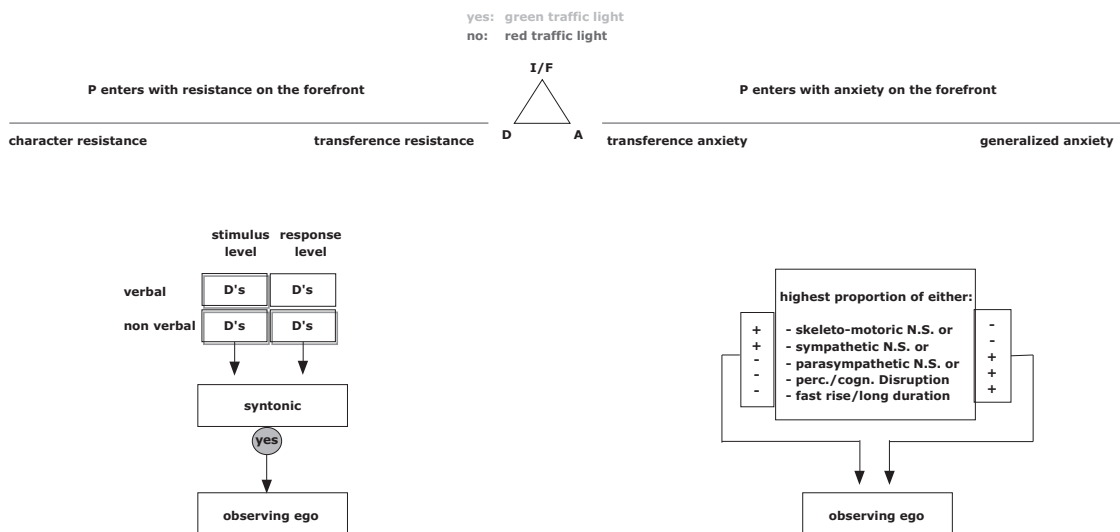 yes: green traffic light
no: red traffic light
I/F
P enters with resistance on the forefront
P enters with anxiety on the forefront
D A
character resistance transference resistance
transference anxiety generalized anxiety
stimulus level
response level
verbal D's D's
non verbal D's D's
syntonic
yes
observing ego
highest proportion of either:
+ - skeleto-motoric N.S. or -
+ - sympathetic N.S. or -
- - parasympathetic N.S. or +
- - perc./cogn. Disruption +
- - fast rise/long duration +
observing ego